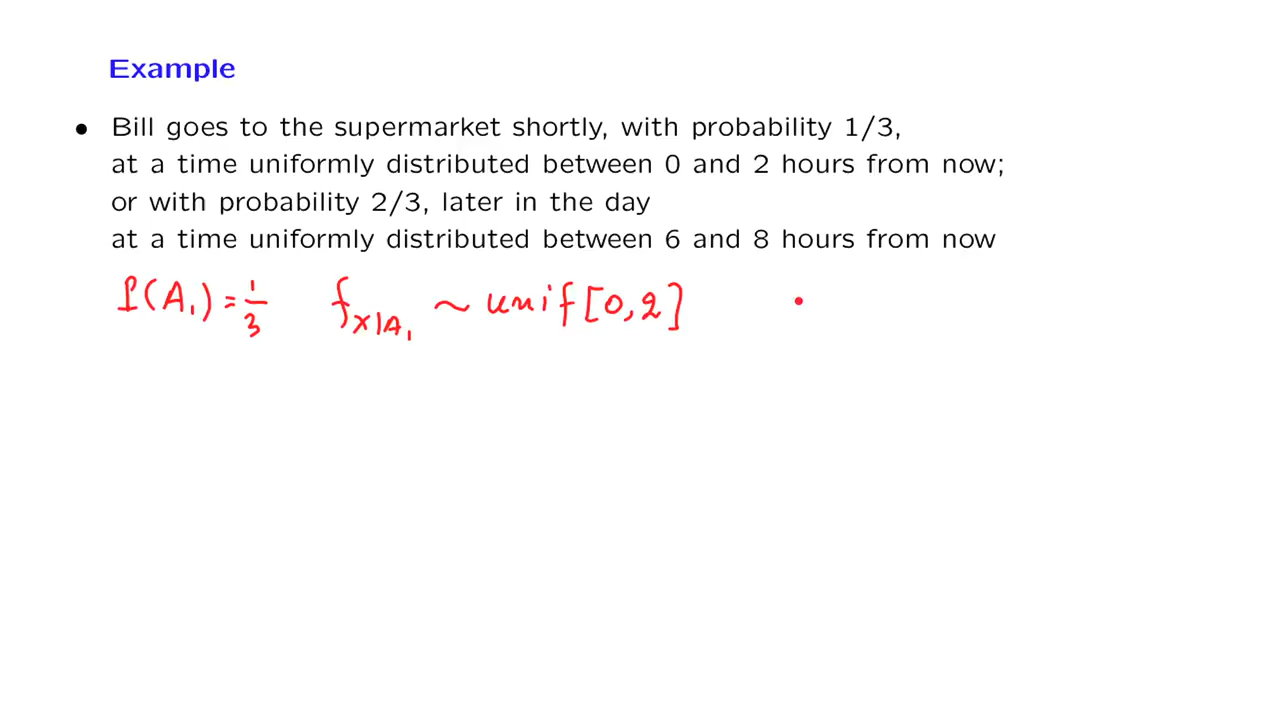 Example
• Bill goes to the supermarket shortly, with probability 1/3,
at a time uniformly distributed between 0 and 2 hours from now;
or with probability 2/3, later in the day
at a time uniformly distributed between 6 and 8 hours from now
P(A₁) = 1/3 f_{X|A₁} ~ unif[0,2]